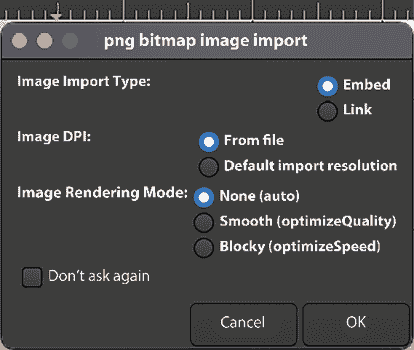 png bitmap image import
Image Import Type:
Embed
Link
Image DPI:
From file
Default import resolution
Image Rendering Mode:
None (auto)
Smooth (optimizeQuality)
Blocky (optimizeSpeed)
Don't ask again
Cancel OK